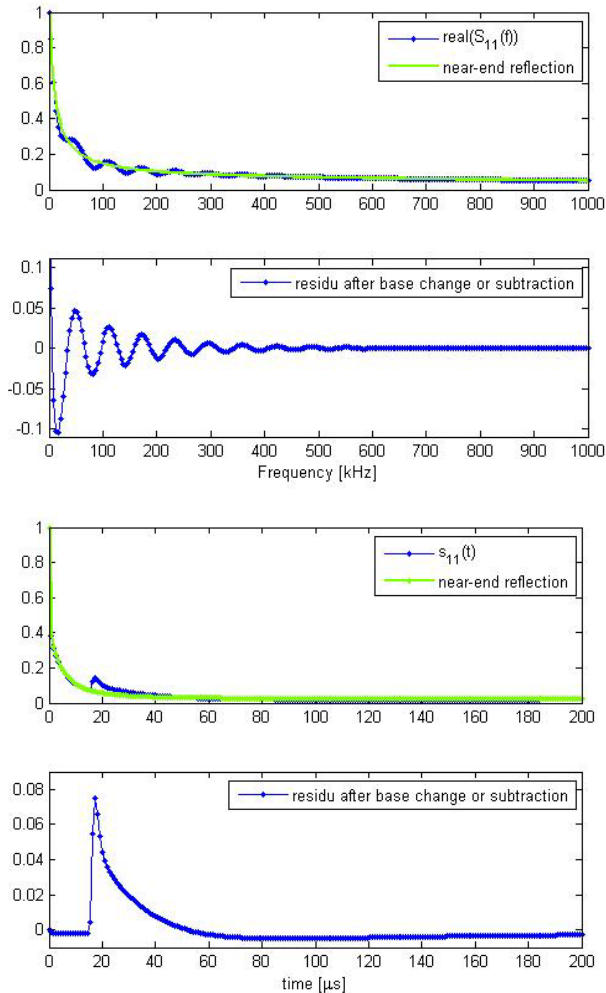 1
0.8
0.6
0.4
0.2
0
real(S11(f))
near-end reflection
0 100 200 300 400 500 600 700 800 900 1000
0.1
0.05
0
-0.05
-0.1
residu after base change or subtraction
0 100 200 300 400 500 600 700 800 900 1000
Frequency [kHz]
1
0.8
0.6
0.4
0.2
0
s11(t)
near-end reflection
0 20 40 60 80 100 120 140 160 180 200
0.08
0.06
0.04
0.02
0
residu after base change or subtraction
0 20 40 60 80 100 120 140 160 180 200
time [μs]